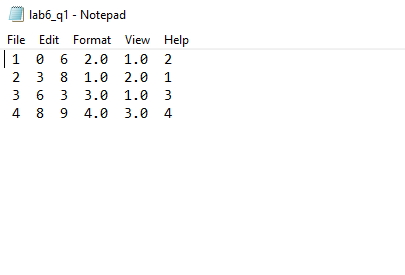 lab6_q1 - Notepad
File Edit Format View Help
1 0 6 2.0 1.0 2
2 3 8 1.0 2.0 1
3 6 3 3.0 1.0 3
4 8 9 4.0 3.0 4